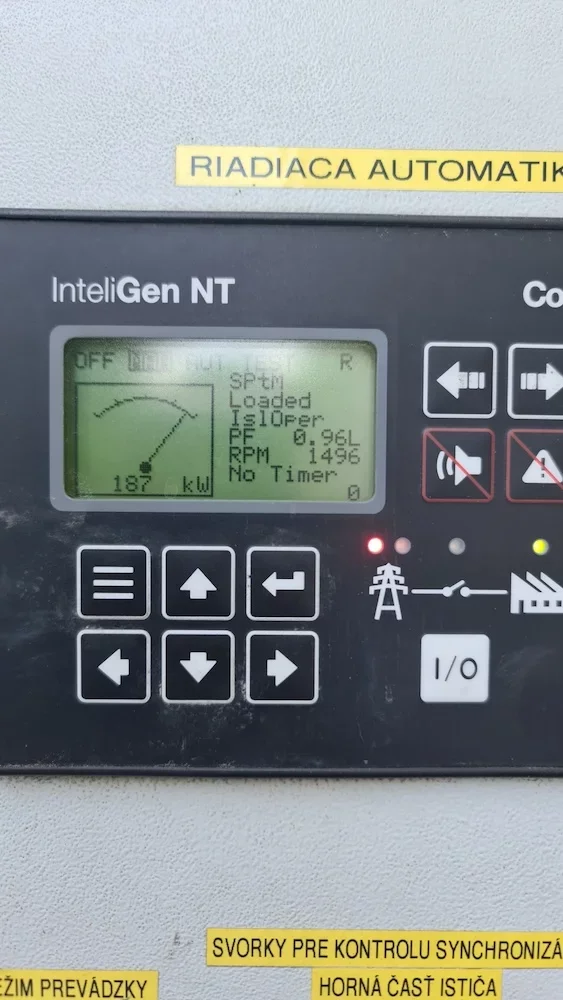 RIADIACA AUTOMATIK
InteliGen NT
Co
OFF MAN AUT TEST R
SPtM
Loaded
IslOper
PF 0.96L
RPM 1496
No Timer
187 kW
0
I/O
SVORKY PRE KONTROLU SYNCHRONIZÁ
EŽIM PREVÁDZKY
HORNÁ ČASŤ ISTIČA